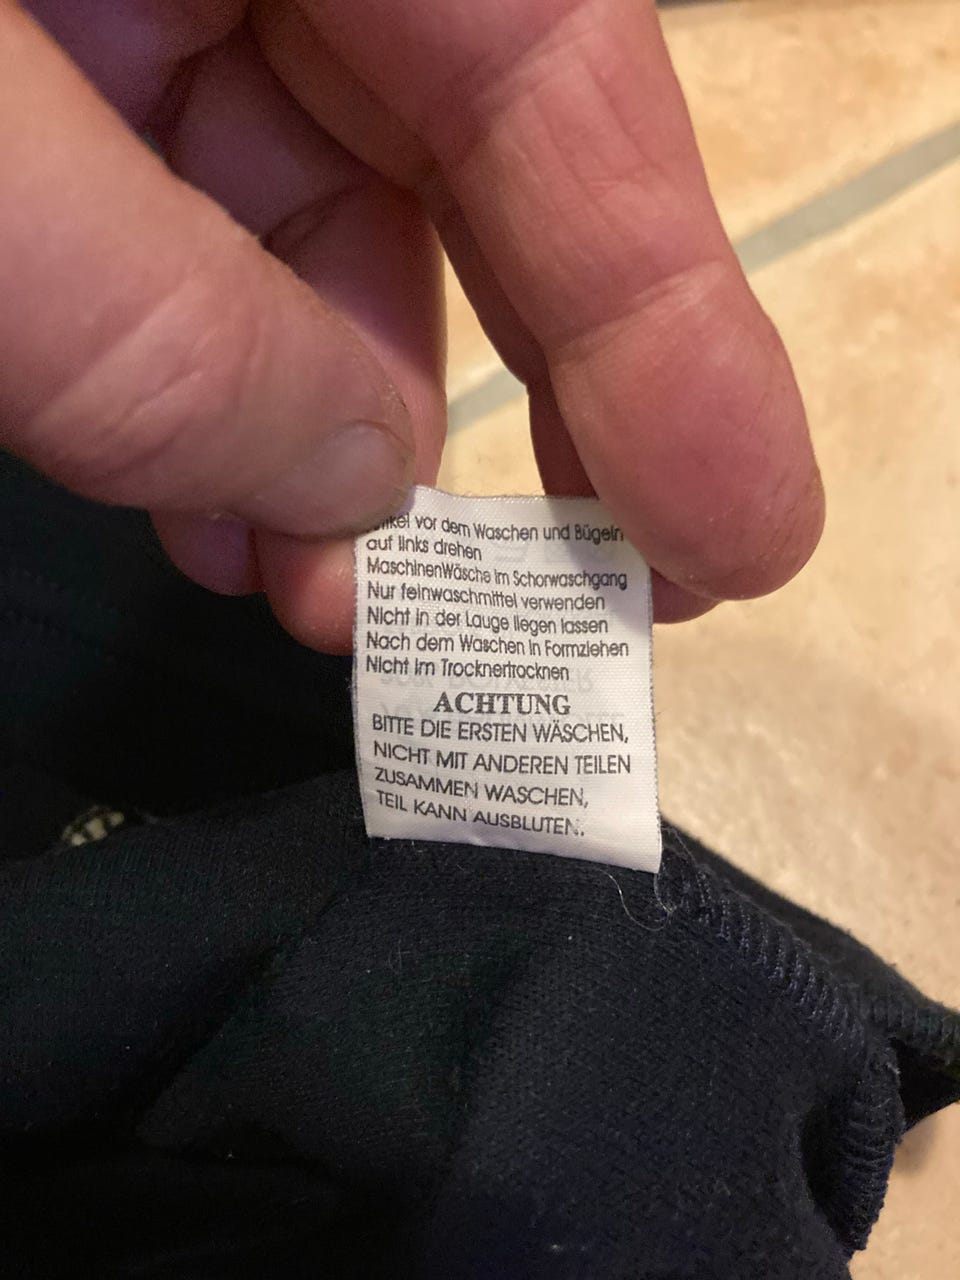 vor dem Waschen und Bügeln
auf links drehen
MaschinenWäsche im Schorwaschgang
Nur feinwaschmittel verwenden
Nicht in der Lauge liegen lassen
Nach dem Waschen in Formziehen
Nicht im Trocknertrocknen
ACHTUNG
BITTE DIE ERSTEN WÄSCHEN,
NICHT MIT ANDEREN TEILEN
ZUSAMMEN WASCHEN,
TEIL KANN AUSBLUTEN.